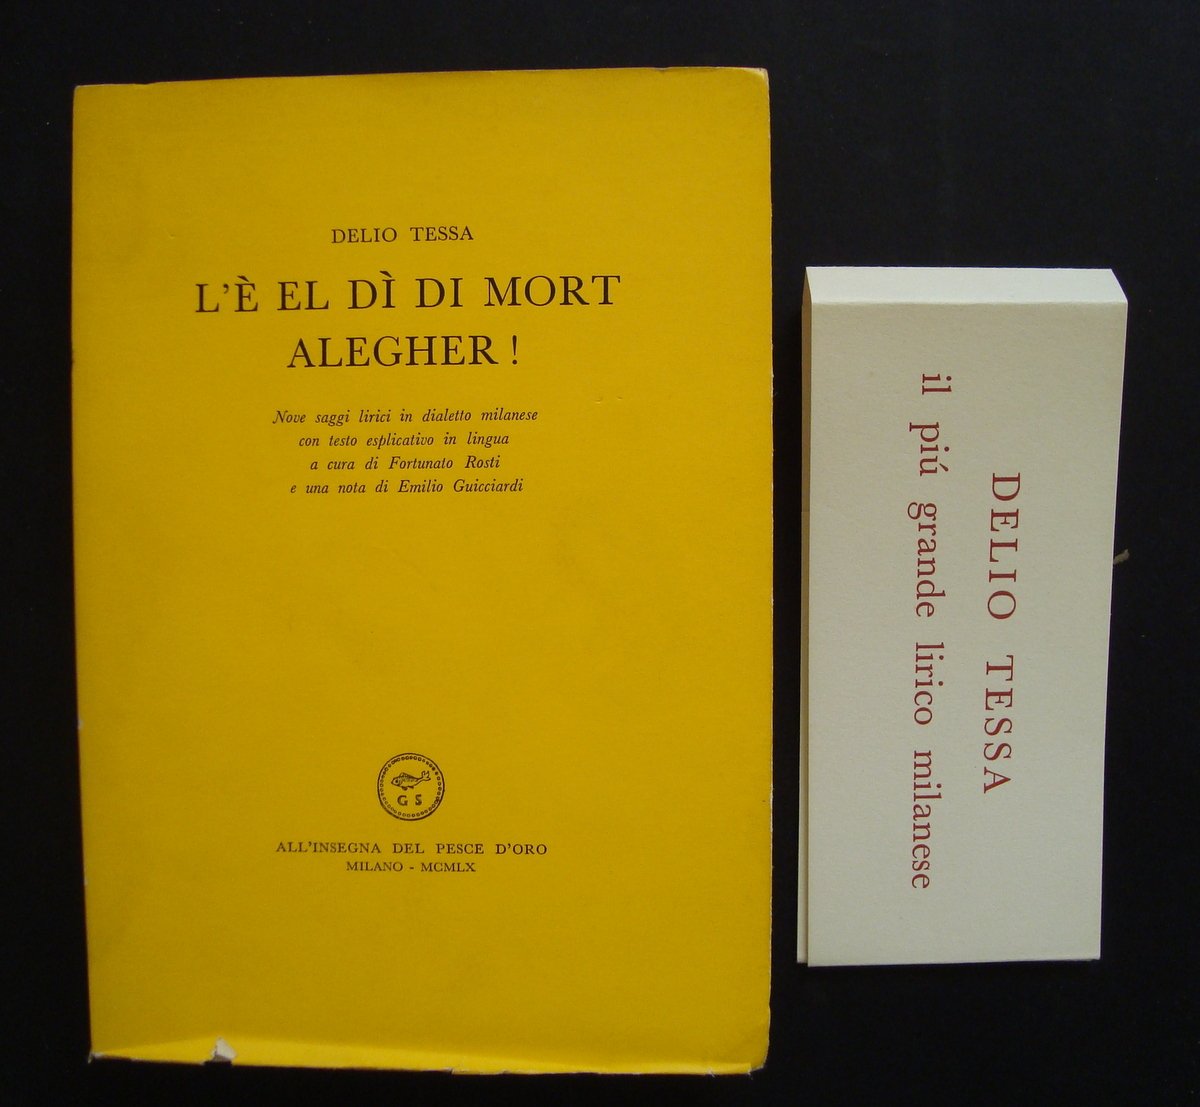 DELIO TESSA
L'È EL DÌ DI MORT
ALEGHER !
Nove saggi lirici in dialetto milanese
con testo esplicativo in lingua
a cura di Fortunato Rosti
e una nota di Emilio Guicciardi
G S
ALL'INSEGNA DEL PESCE D'ORO
MILANO - MCMLX
DELIO TESSA
il piú grande lirico milanese